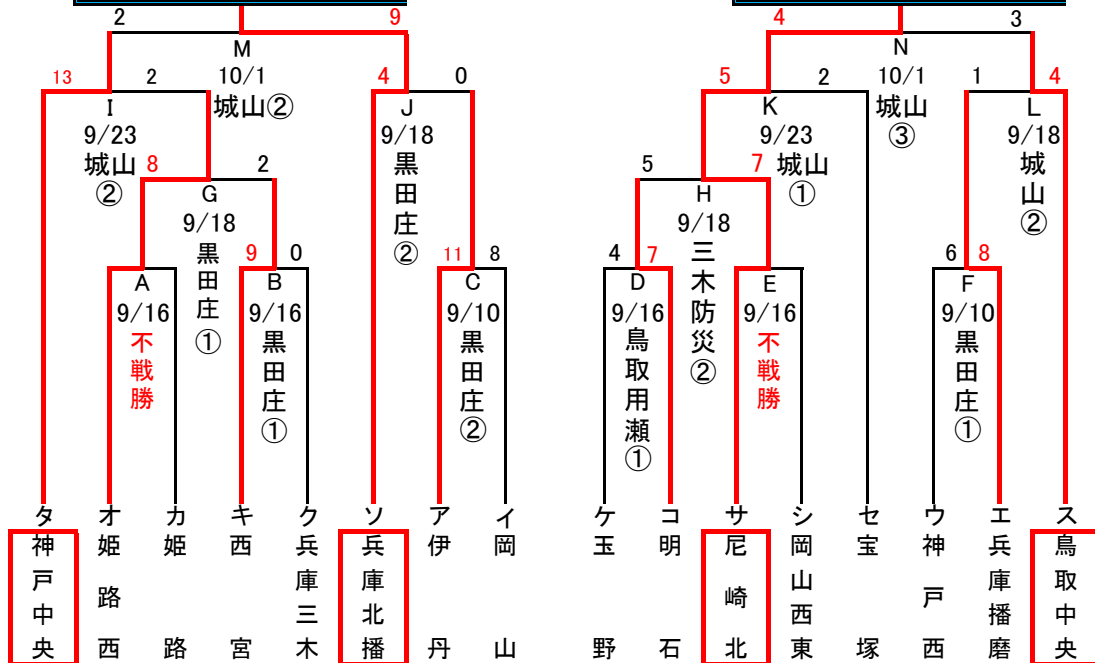 2 9 4 3
M N
13 2 10/1 4 0 5 2 10/1 1 4
I 城山② J K 城山③ L
9/23 9/18 9/23 9/18
城山② 黒田庄② 城山① 城山②
8 2 5 7
G H
9/18 9/18
黒田庄① 三木防災②
9 0 11 8 4 7 6 8
A B C D E F
9/16 9/16 9/10 9/16 9/16 9/10
不戦勝 黒田庄① 黒田庄② 鳥取用瀬① 不戦勝 黒田庄①
タ オ カ キ ク ソ ア イ ケ コ サ シ セ ウ エ ス
神戸中央 姫路西 姫路 西宮 兵庫三木 兵庫北播 伊丹 岡山 玉野 明石 尼崎北 岡山西東 宝塚 神戸西 兵庫播磨 鳥取中央